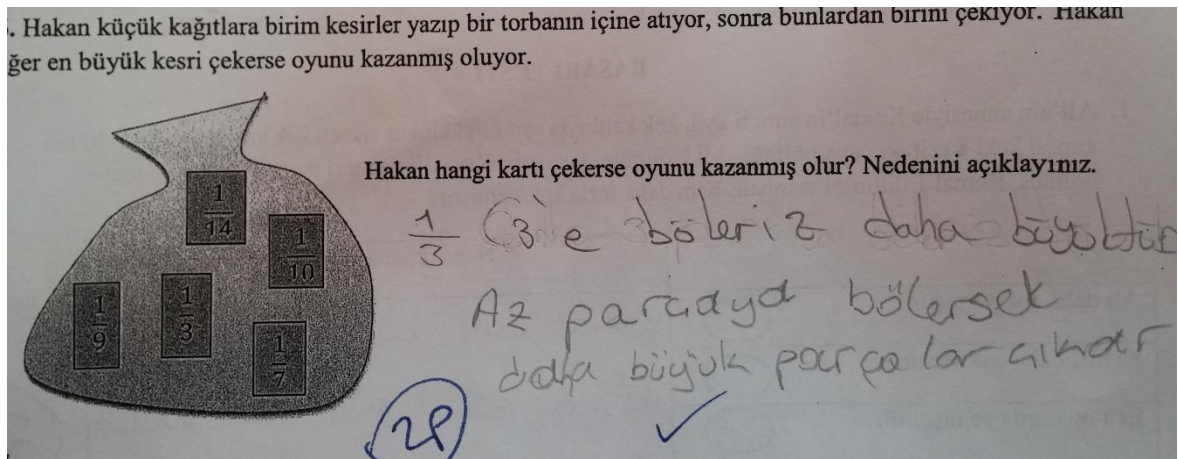 . Hakan küçük kağıtlara birim kesirler yazıp bir torbanın içine atıyor, sonra bunlardan birini çekiyor. Hakan
ğer en büyük kesri çekerse oyunu kazanmış oluyor.
Hakan hangi kartı çekerse oyunu kazanmış olur? Nedenini açıklayınız.
1/14
1/10
1/9
1/3
1/7
1/3 (3'e böleriz daha büyüktür
Az parçaya bölersek
daha büyük parçalar çıkar